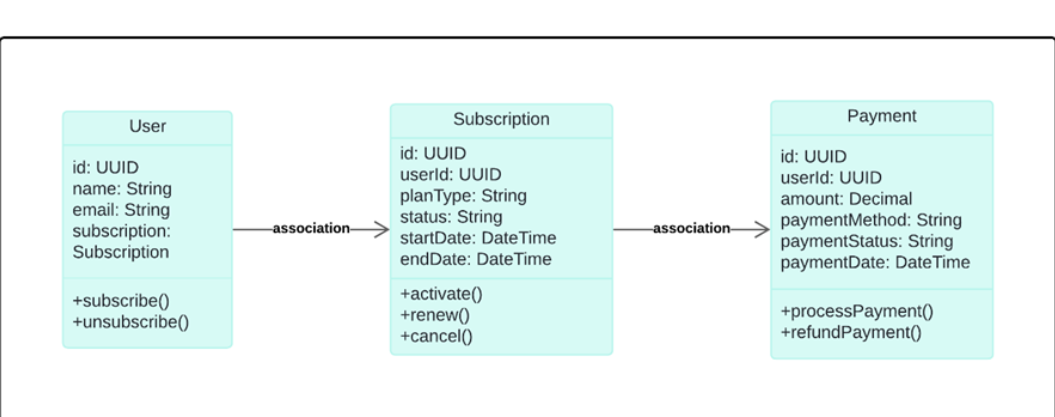 User
id: UUID
name: String
email: String
subscription:
Subscription
+subscribe()
+unsubscribe()
association
Subscription
id: UUID
userId: UUID
planType: String
status: String
startDate: DateTime
endDate: DateTime
+activate()
+renew()
+cancel()
association
Payment
id: UUID
userId: UUID
amount: Decimal
paymentMethod: String
paymentStatus: String
paymentDate: DateTime
+processPayment()
+refundPayment()